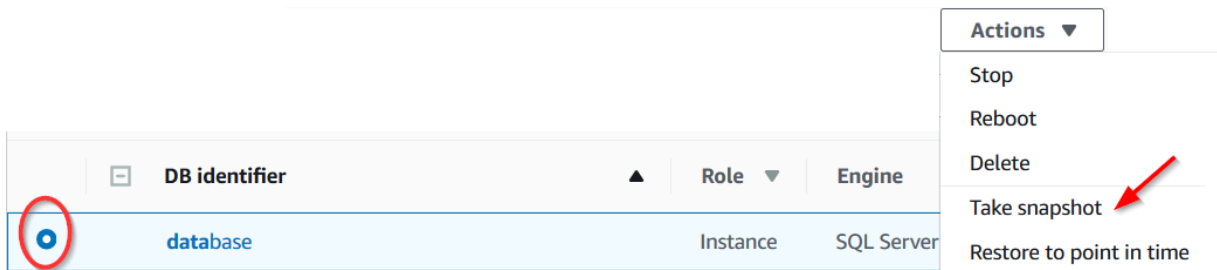 Actions
Stop
Reboot
Delete
Take snapshot
Restore to point in time
DB identifier Role Engine
database Instance SQL Server